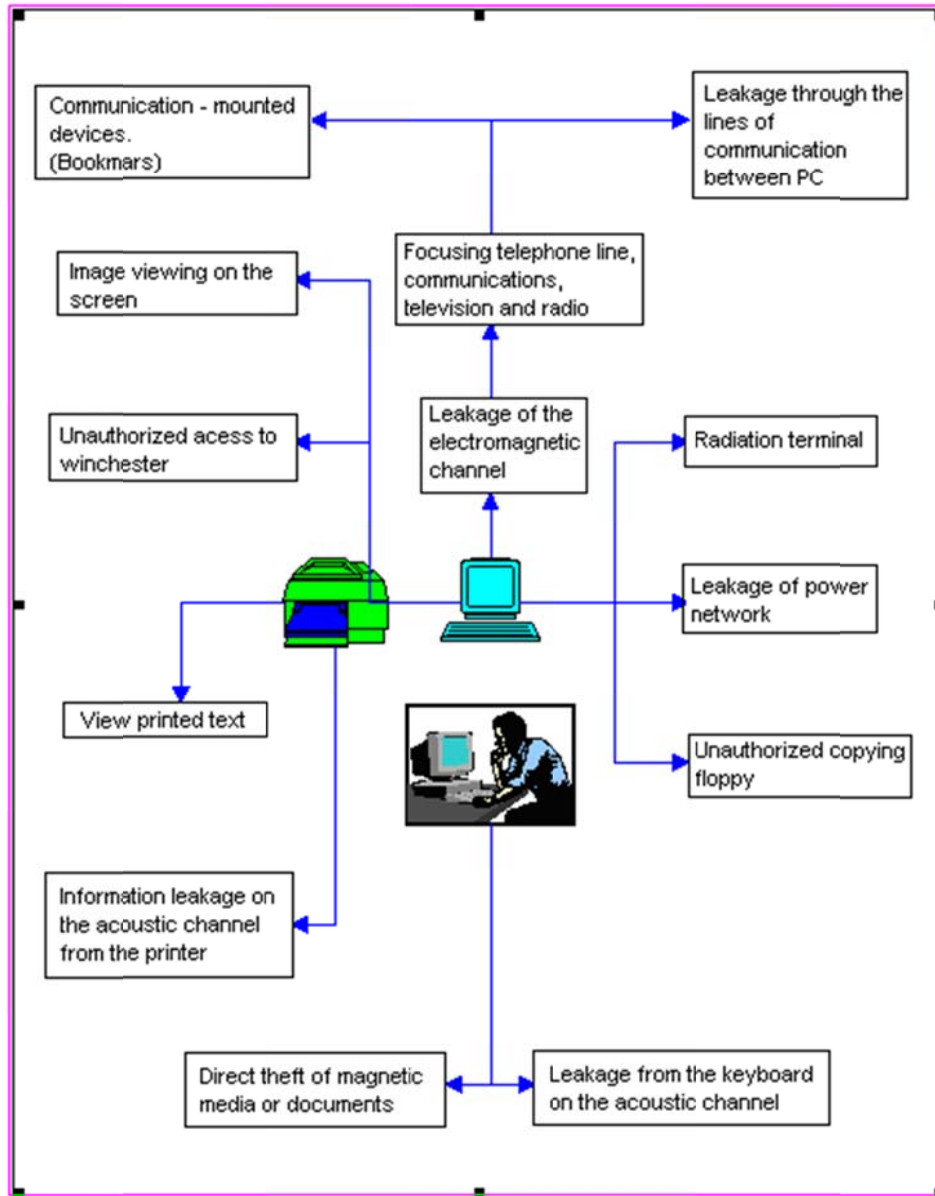 Communication - mounted
devices.
(Bookmars)
Leakage through the
lines of
communication
between PC
Image viewing on the
screen
Focusing telephone line,
communications,
television and radio
Unauthorized acess to
winchester
Leakage of the
electromagnetic
channel
Radiation terminal
Leakage of power
network
View printed text
Unauthorized copying
floppy
Information leakage on
the acoustic channel
from the printer
Direct theft of magnetic
media or documents
Leakage from the keyboard
on the acoustic channel